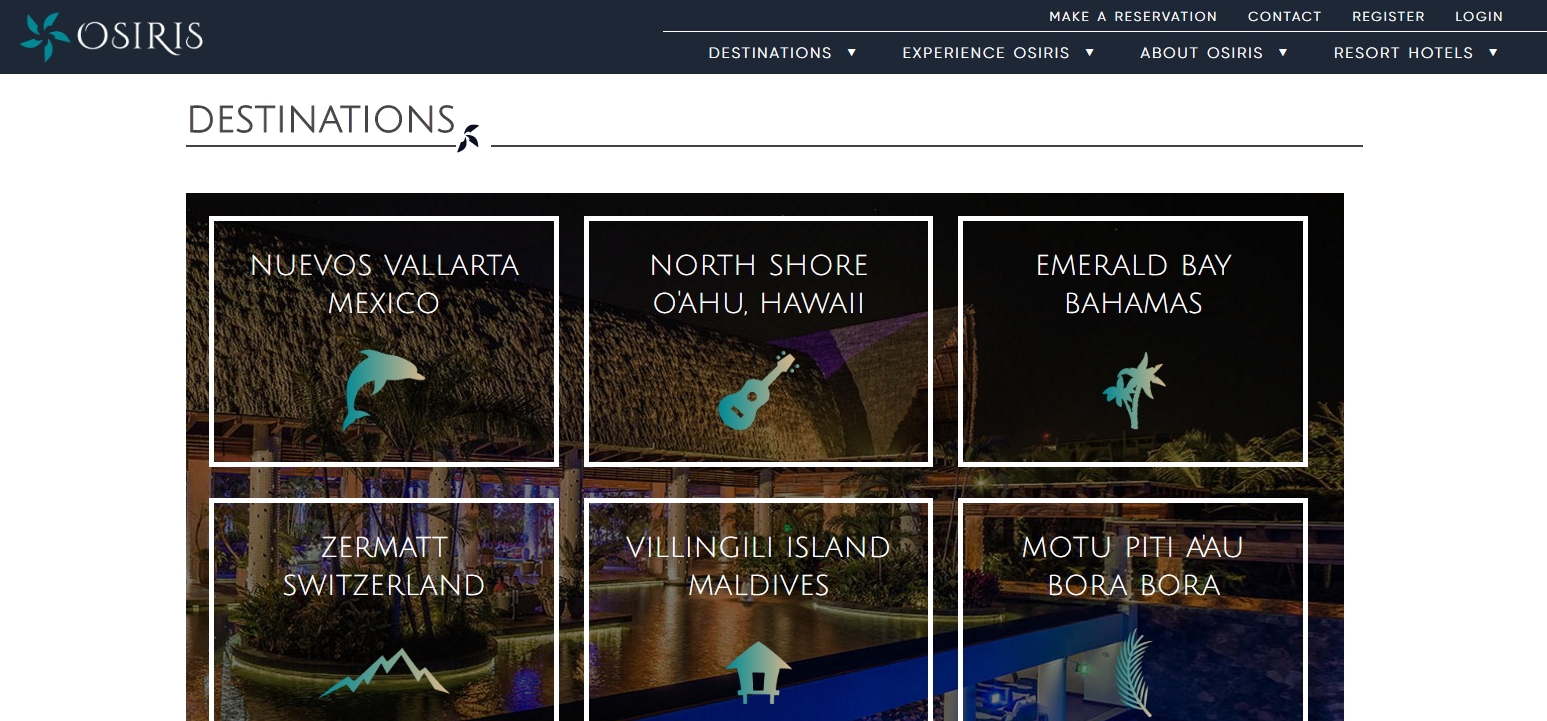 OSIRIS
MAKE A RESERVATION CONTACT REGISTER LOGIN
DESTINATIONS ▼ EXPERIENCE OSIRIS ▼ ABOUT OSIRIS ▼ RESORT HOTELS ▼
DESTINATIONS
NUEVOS VALLARTA
MEXICO
NORTH SHORE
O'AHU, HAWAII
EMERALD BAY
BAHAMAS
ZERMATT
SWITZERLAND
VILLINGILI ISLAND
MALDIVES
MOTU PITI A'AU
BORA BORA